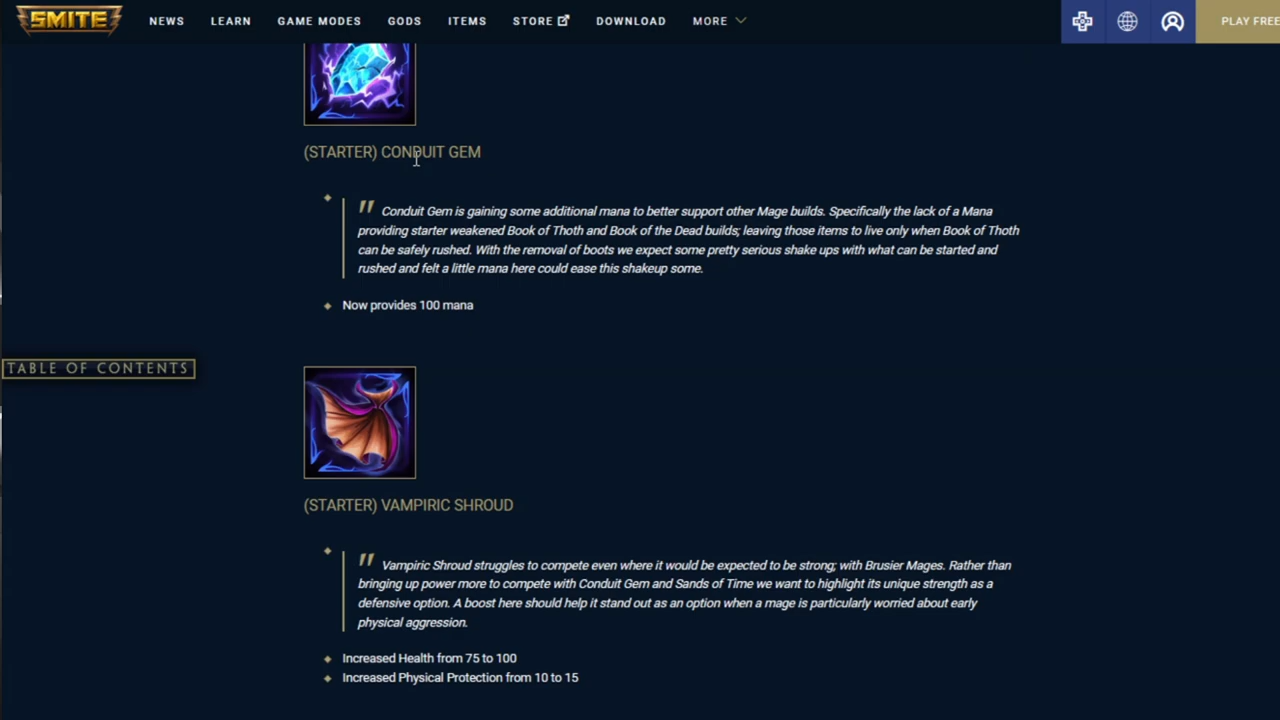 SMITE
NEWS LEARN GAME MODES GODS ITEMS STORE DOWNLOAD MORE PLAY FREE
(STARTER) CONDUIT GEM
" Conduit Gem is gaining some additional mana to better support other Mage builds. Specifically the lack of a Mana
providing starter weakened Book of Thoth and Book of the Dead builds; leaving those items to live only when Book of Thoth
can be safely rushed. With the removal of boots we expect some pretty serious shake ups with what can be started and
rushed and felt a little mana here could ease this shakeup some.
Now provides 100 mana
TABLE OF CONTENTS
(STARTER) VAMPIRIC SHROUD
" Vampiric Shroud struggles to compete even where it would be expected to be strong; with Brusier Mages. Rather than
bringing up power more to compete with Conduit Gem and Sands of Time we want to highlight its unique strength as a
defensive option. A boost here should help it stand out as an option when a mage is particularly worried about early
physical aggression.
Increased Health from 75 to 100
Increased Physical Protection from 10 to 15